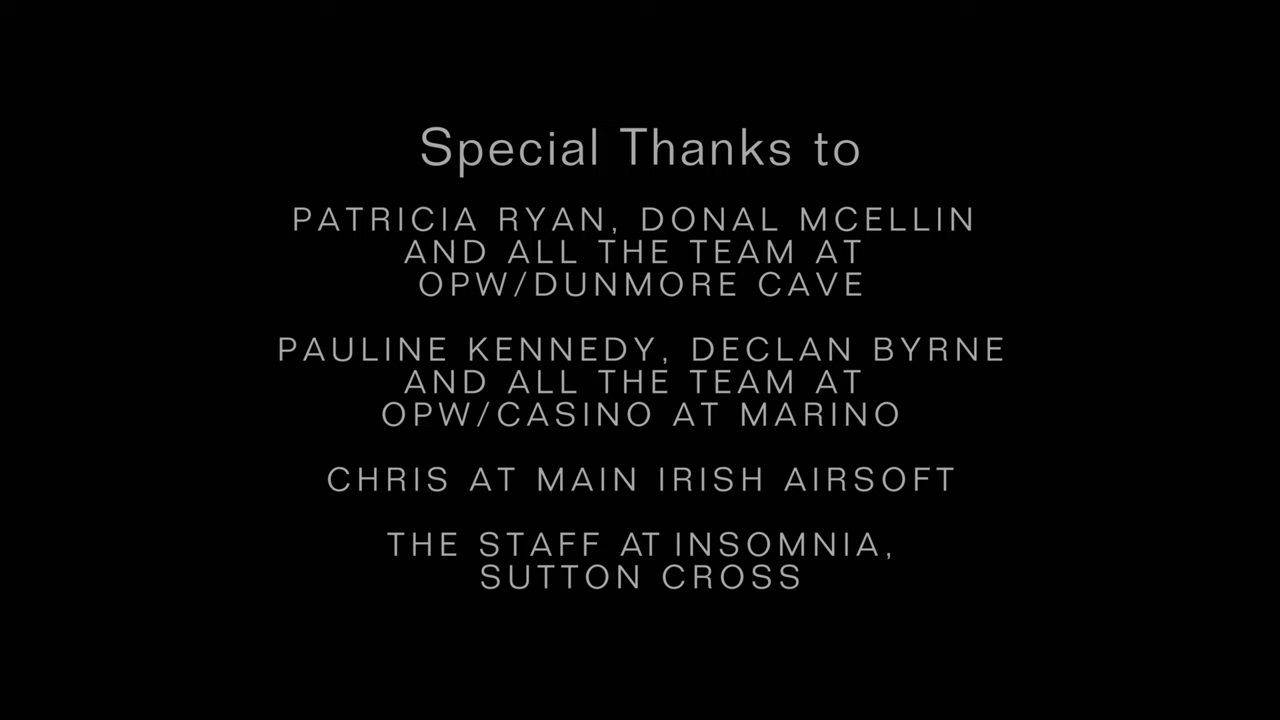 Special Thanks to
PATRICIA RYAN, DONAL MCELLIN
AND ALL THE TEAM AT
OPW/DUNMORE CAVE
PAULINE KENNEDY, DECLAN BYRNE
AND ALL THE TEAM AT
OPW/CASINO AT MARINO
CHRIS AT MAIN IRISH AIRSOFT
THE STAFF AT INSOMNIA,
SUTTON CROSS